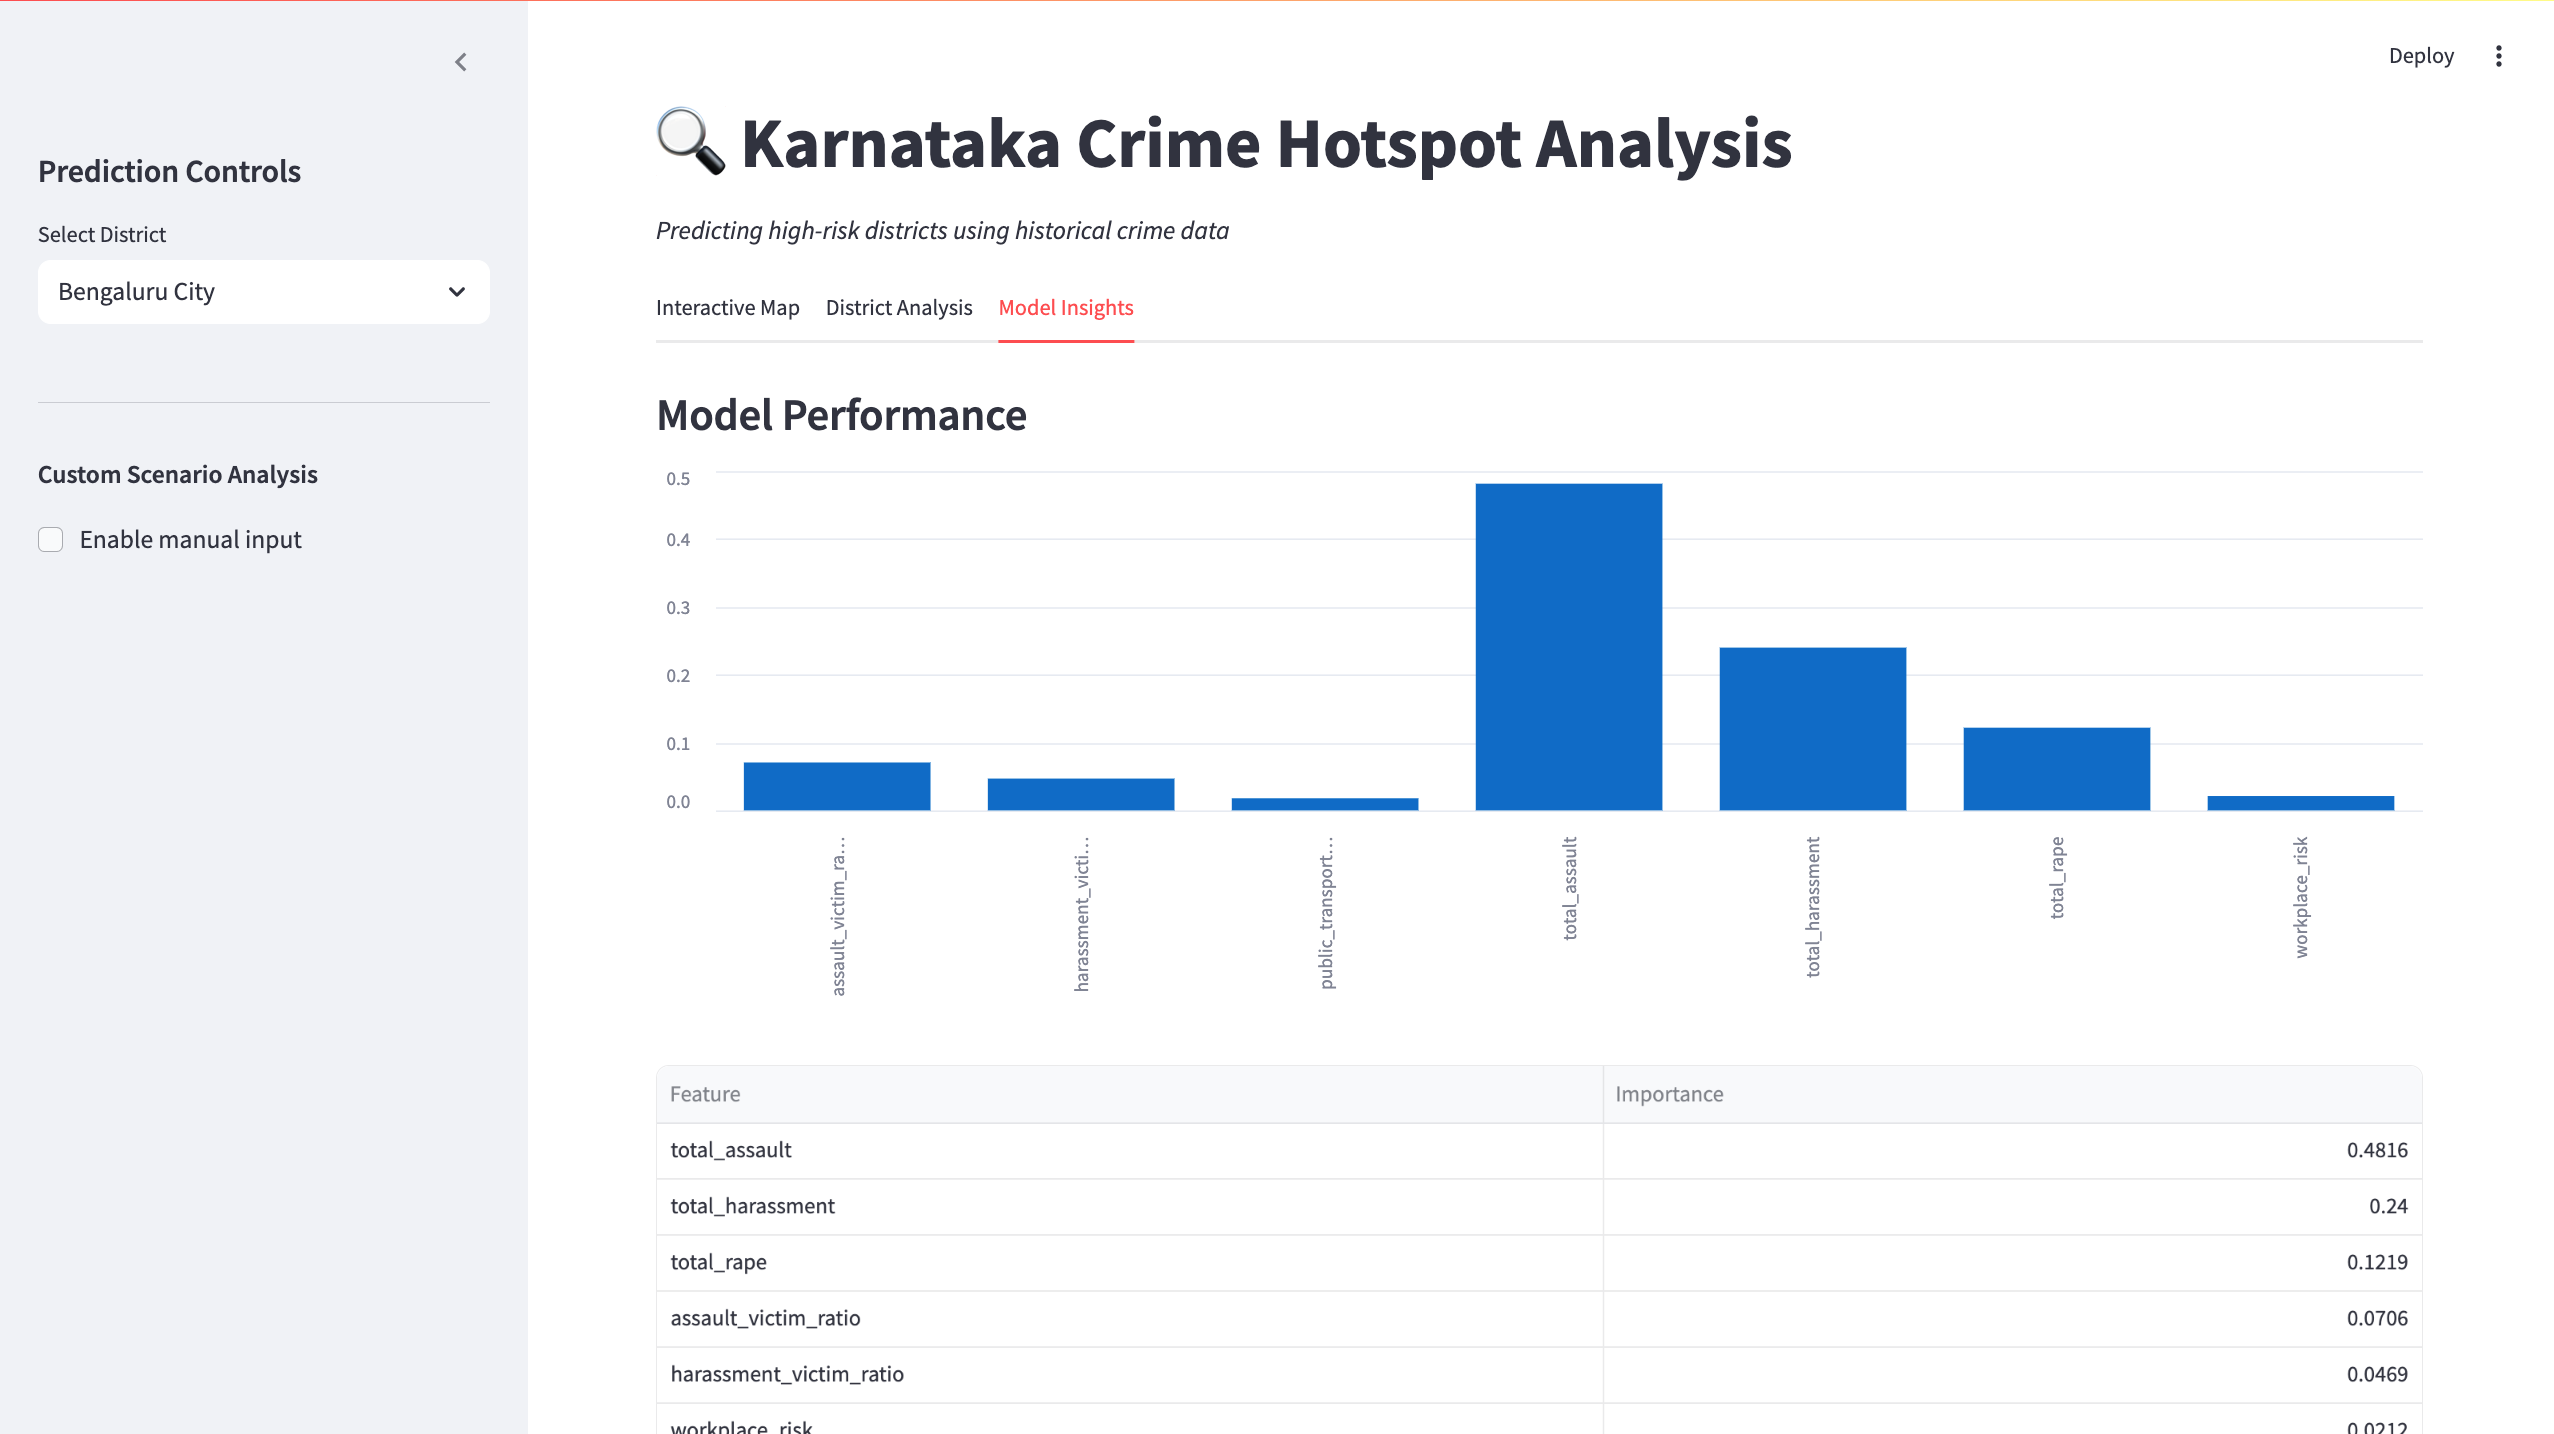 Deploy
Prediction Controls
Select District
Bengaluru City
Custom Scenario Analysis
Enable manual input
Karnataka Crime Hotspot Analysis
Predicting high-risk districts using historical crime data
Interactive Map District Analysis Model Insights
Model Performance
0.5
0.4
0.3
0.2
0.1
0.0
assault_victim_ra…
harassment_victi…
public_transport…
total_assault
total_harassment
total_rape
workplace_risk
Feature Importance
total_assault 0.4816
total_harassment 0.24
total_rape 0.1219
assault_victim_ratio 0.0706
harassment_victim_ratio 0.0469
workplace_risk 0.0212